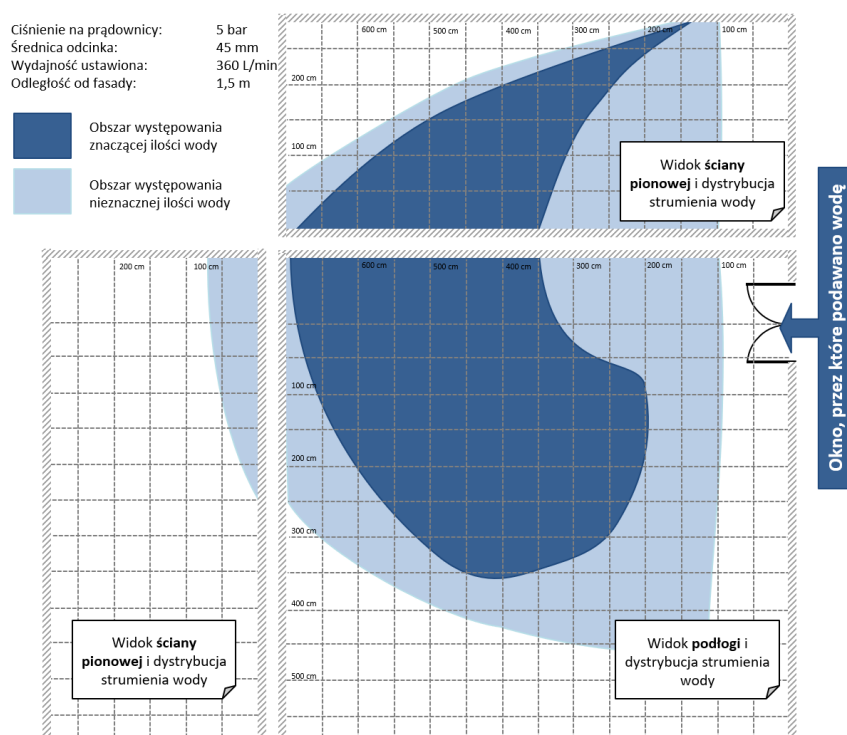 Ciśnienie na prądownicy: 5 bar
Średnica odcinka: 45 mm
Wydajność ustawiona: 360 L/min
Odległość od fasady: 1,5 m
Obszar występowania
znaczącej ilości wody
Obszar występowania
nieznacznej ilości wody
600 cm 500 cm 400 cm 300 cm 200 cm 100 cm
200 cm
100 cm
Widok ściany
pionowej i dystrybucja
strumienia wody
200 cm 100 cm
Widok ściany
pionowej i dystrybucja
strumienia wody
600 cm 500 cm 400 cm 300 cm 200 cm 100 cm
100 cm
200 cm
300 cm
400 cm
500 cm
Widok podłogi i
dystrybucja strumienia
wody
Okno, przez które podawano wodę